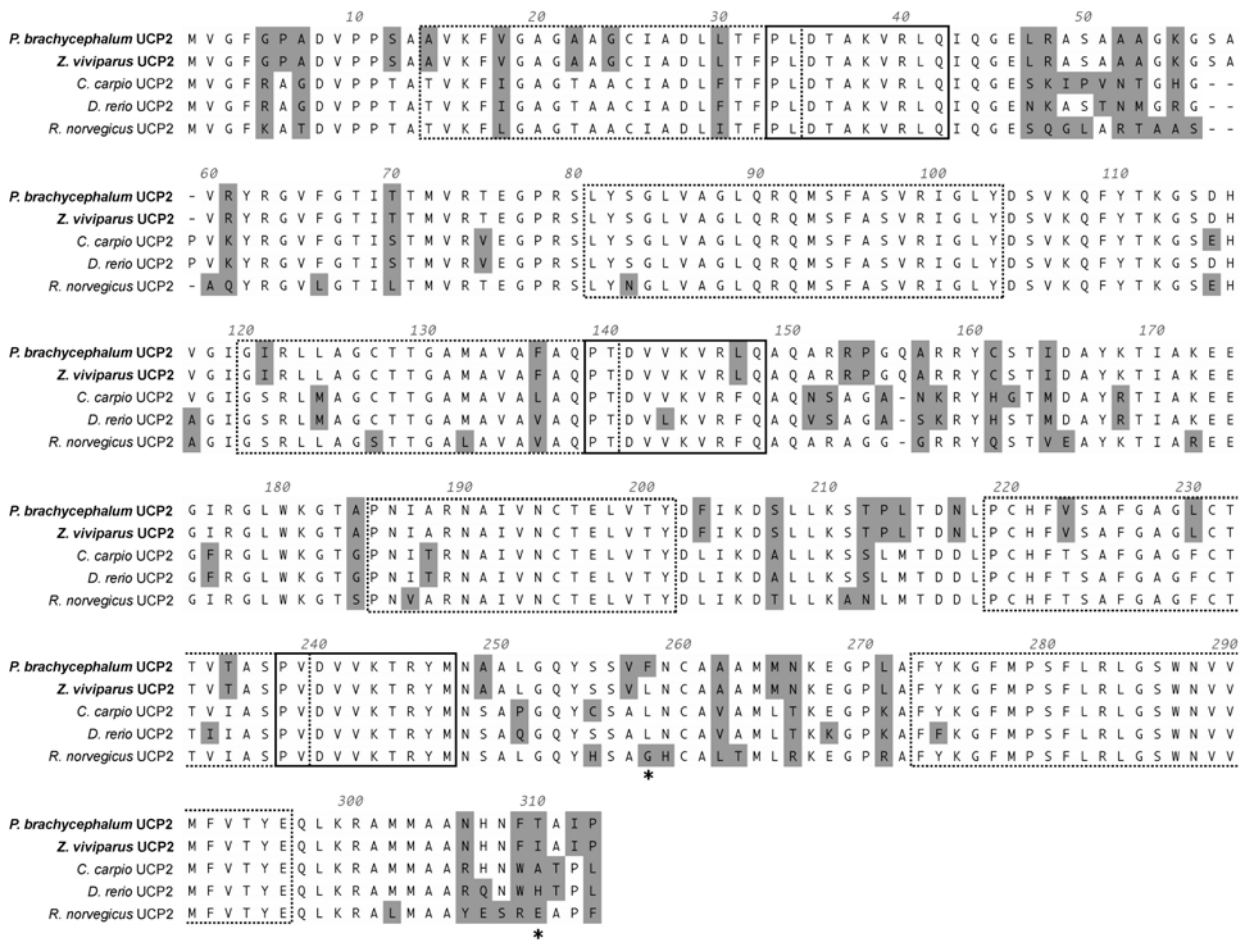 10 20 30 40 50
P. brachycephalum UCP2 M V G F G P A D V P P S A A V K F V G A G A A G C I A D L L T F P L D T A K V R L Q I Q G E L R A S A A A G K G S A
Z. viviparus UCP2 M V G F G P A D V P P S A A V K F V G A G A A G C I A D L L T F P L D T A K V R L Q I Q G E L R A S A A A G K G S A
C. carpio UCP2 M V G F R A G D V P P T A T V K F I G A G T A A C I A D L F T F P L D T A K V R L Q I Q G E S K I P V N T G H G - -
D. rerio UCP2 M V G F R A G D V P P T A T V K F I G A G T A A C I A D L F T F P L D T A K V R L Q I Q G E N K A S T N M G R G - -
R. norvegicus UCP2 M V G F K A T D V P P T A T V K F L G A G T A A C I A D L I T F P L D T A K V R L Q I Q G E S Q G L A R T A A S - -
60 70 80 90 100 110
P. brachycephalum UCP2 - V R Y R G V F G T I T T M V R T E G P R S L Y S G L V A G L Q R Q M S F A S V R I G L Y D S V K Q F Y T K G S D H
Z. viviparus UCP2 - V R Y R G V F G T I T T M V R T E G P R S L Y S G L V A G L Q R Q M S F A S V R I G L Y D S V K Q F Y T K G S D H
C. carpio UCP2 P V K Y R G V F G T I S T M V R V E G P R S L Y S G L V A G L Q R Q M S F A S V R I G L Y D S V K Q F Y T K G S E H
D. rerio UCP2 P V K Y R G V F G T I S T M V R V E G P R S L Y S G L V A G L Q R Q M S F A S V R I G L Y D S V K Q F Y T K G S D H
R. norvegicus UCP2 - A Q Y R G V L G T I L T M V R T E G P R S L Y N G L V A G L Q R Q M S F A S V R I G L Y D S V K Q F Y T K G S E H
120 130 140 150 160 170
P. brachycephalum UCP2 V G I G I R L L A G C T T G A M A V A F A Q P T D V V K V R L Q A Q A R R P G Q A R R Y C S T I D A Y K T I A K E E
Z. viviparus UCP2 V G I G I R L L A G C T T G A M A V A F A Q P T D V V K V R L Q A Q A R R P G Q A R R Y C S T I D A Y K T I A K E E
C. carpio UCP2 V G I G S R L M A G C T T G A M A V A L A Q P T D V V K V R F Q A Q N S A G A - N K R Y H G T M D A Y R T I A K E E
D. rerio UCP2 A G I G S R L M A G C T T G A M A V A V A Q P T D V L K V R F Q A Q V S A G A - S K R Y H S T M D A Y R T I A K E E
R. norvegicus UCP2 A G I G S R L L A G S T T G A L A V A V A Q P T D V V K V R F Q A Q A R A G G - G R R Y Q S T V E A Y K T I A R E E
180 190 200 210 220 230
P. brachycephalum UCP2 G I R G L W K G T A P N I A R N A I V N C T E L V T Y D F I K D S L L K S T P L T D N L P C H F V S A F G A G L C T
Z. viviparus UCP2 G I R G L W K G T A P N I A R N A I V N C T E L V T Y D F I K D S L L K S T P L T D N L P C H F V S A F G A G L C T
C. carpio UCP2 G F R G L W K G T G P N I T R N A I V N C T E L V T Y D L I K D A L L K S S L M T D D L P C H F T S A F G A G F C T
D. rerio UCP2 G F R G L W K G T G P N I T R N A I V N C T E L V T Y D L I K D A L L K S S L M T D D L P C H F T S A F G A G F C T
R. norvegicus UCP2 G I R G L W K G T S P N V A R N A I V N C T E L V T Y D L I K D T L L K A N L M T D D L P C H F T S A F G A G F C T
240 250 260 270 280 290
P. brachycephalum UCP2 T V T A S P V D V V K T R Y M N A A L G Q Y S S V F N C A A A M M N K E G P L A F Y K G F M P S F L R L G S W N V V
Z. viviparus UCP2 T V T A S P V D V V K T R Y M N A A L G Q Y S S V L N C A A A M M N K E G P L A F Y K G F M P S F L R L G S W N V V
C. carpio UCP2 T V I A S P V D V V K T R Y M N S A P G Q Y C S A L N C A V A M L T K E G P K A F Y K G F M P S F L R L G S W N V V
D. rerio UCP2 T I I A S P V D V V K T R Y M N S A Q G Q Y S S A L N C A V A M L T K K G P K A F F K G F M P S F L R L G S W N V V
R. norvegicus UCP2 T V I A S P V D V V K T R Y M N S A L G Q Y H S A G H C A L T M L R K E G P R A F Y K G F M P S F L R L G S W N V V
*
300 310
P. brachycephalum UCP2 M F V T Y E Q L K R A M M A A N H N F T A I P
Z. viviparus UCP2 M F V T Y E Q L K R A M M A A N H N F I A I P
C. carpio UCP2 M F V T Y E Q L K R A M M A A R H N W A T P L
D. rerio UCP2 M F V T Y E Q L K R A M M A A R Q N W H T P L
R. norvegicus UCP2 M F V T Y E Q L K R A L M A A Y E S R E A P F
*